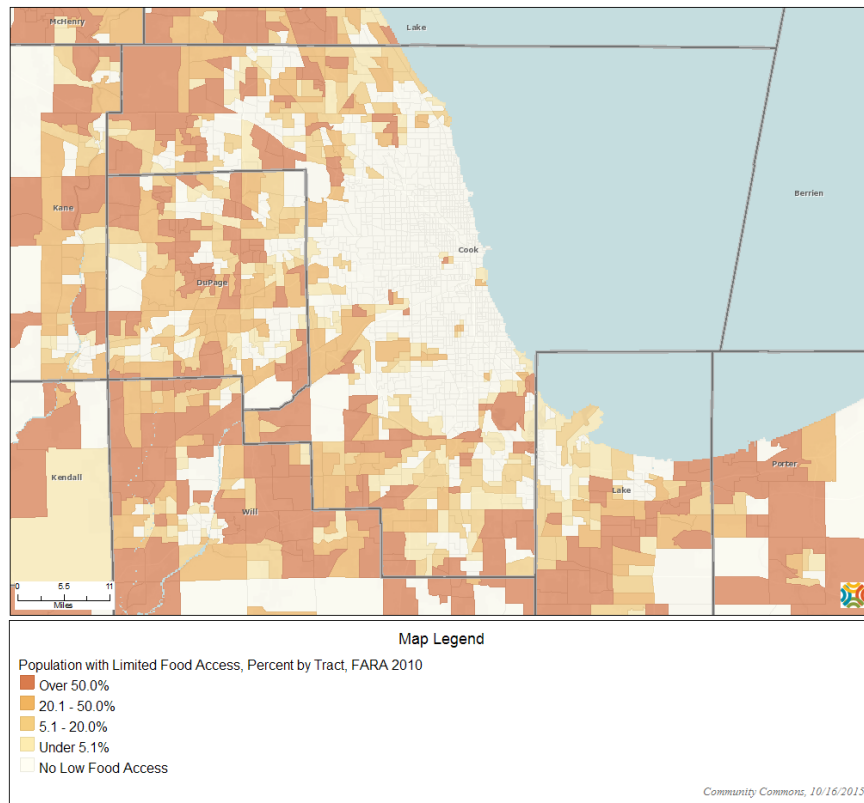 McHenry
Lake
Berrien
Kane
Cook
DuPage
Kendall
Will
Lake
Porter
0 5.5 11
Miles
Map Legend
Population with Limited Food Access, Percent by Tract, FARA 2010
Over 50.0%
20.1 - 50.0%
5.1 - 20.0%
Under 5.1%
No Low Food Access
Community Commons, 10/16/2015